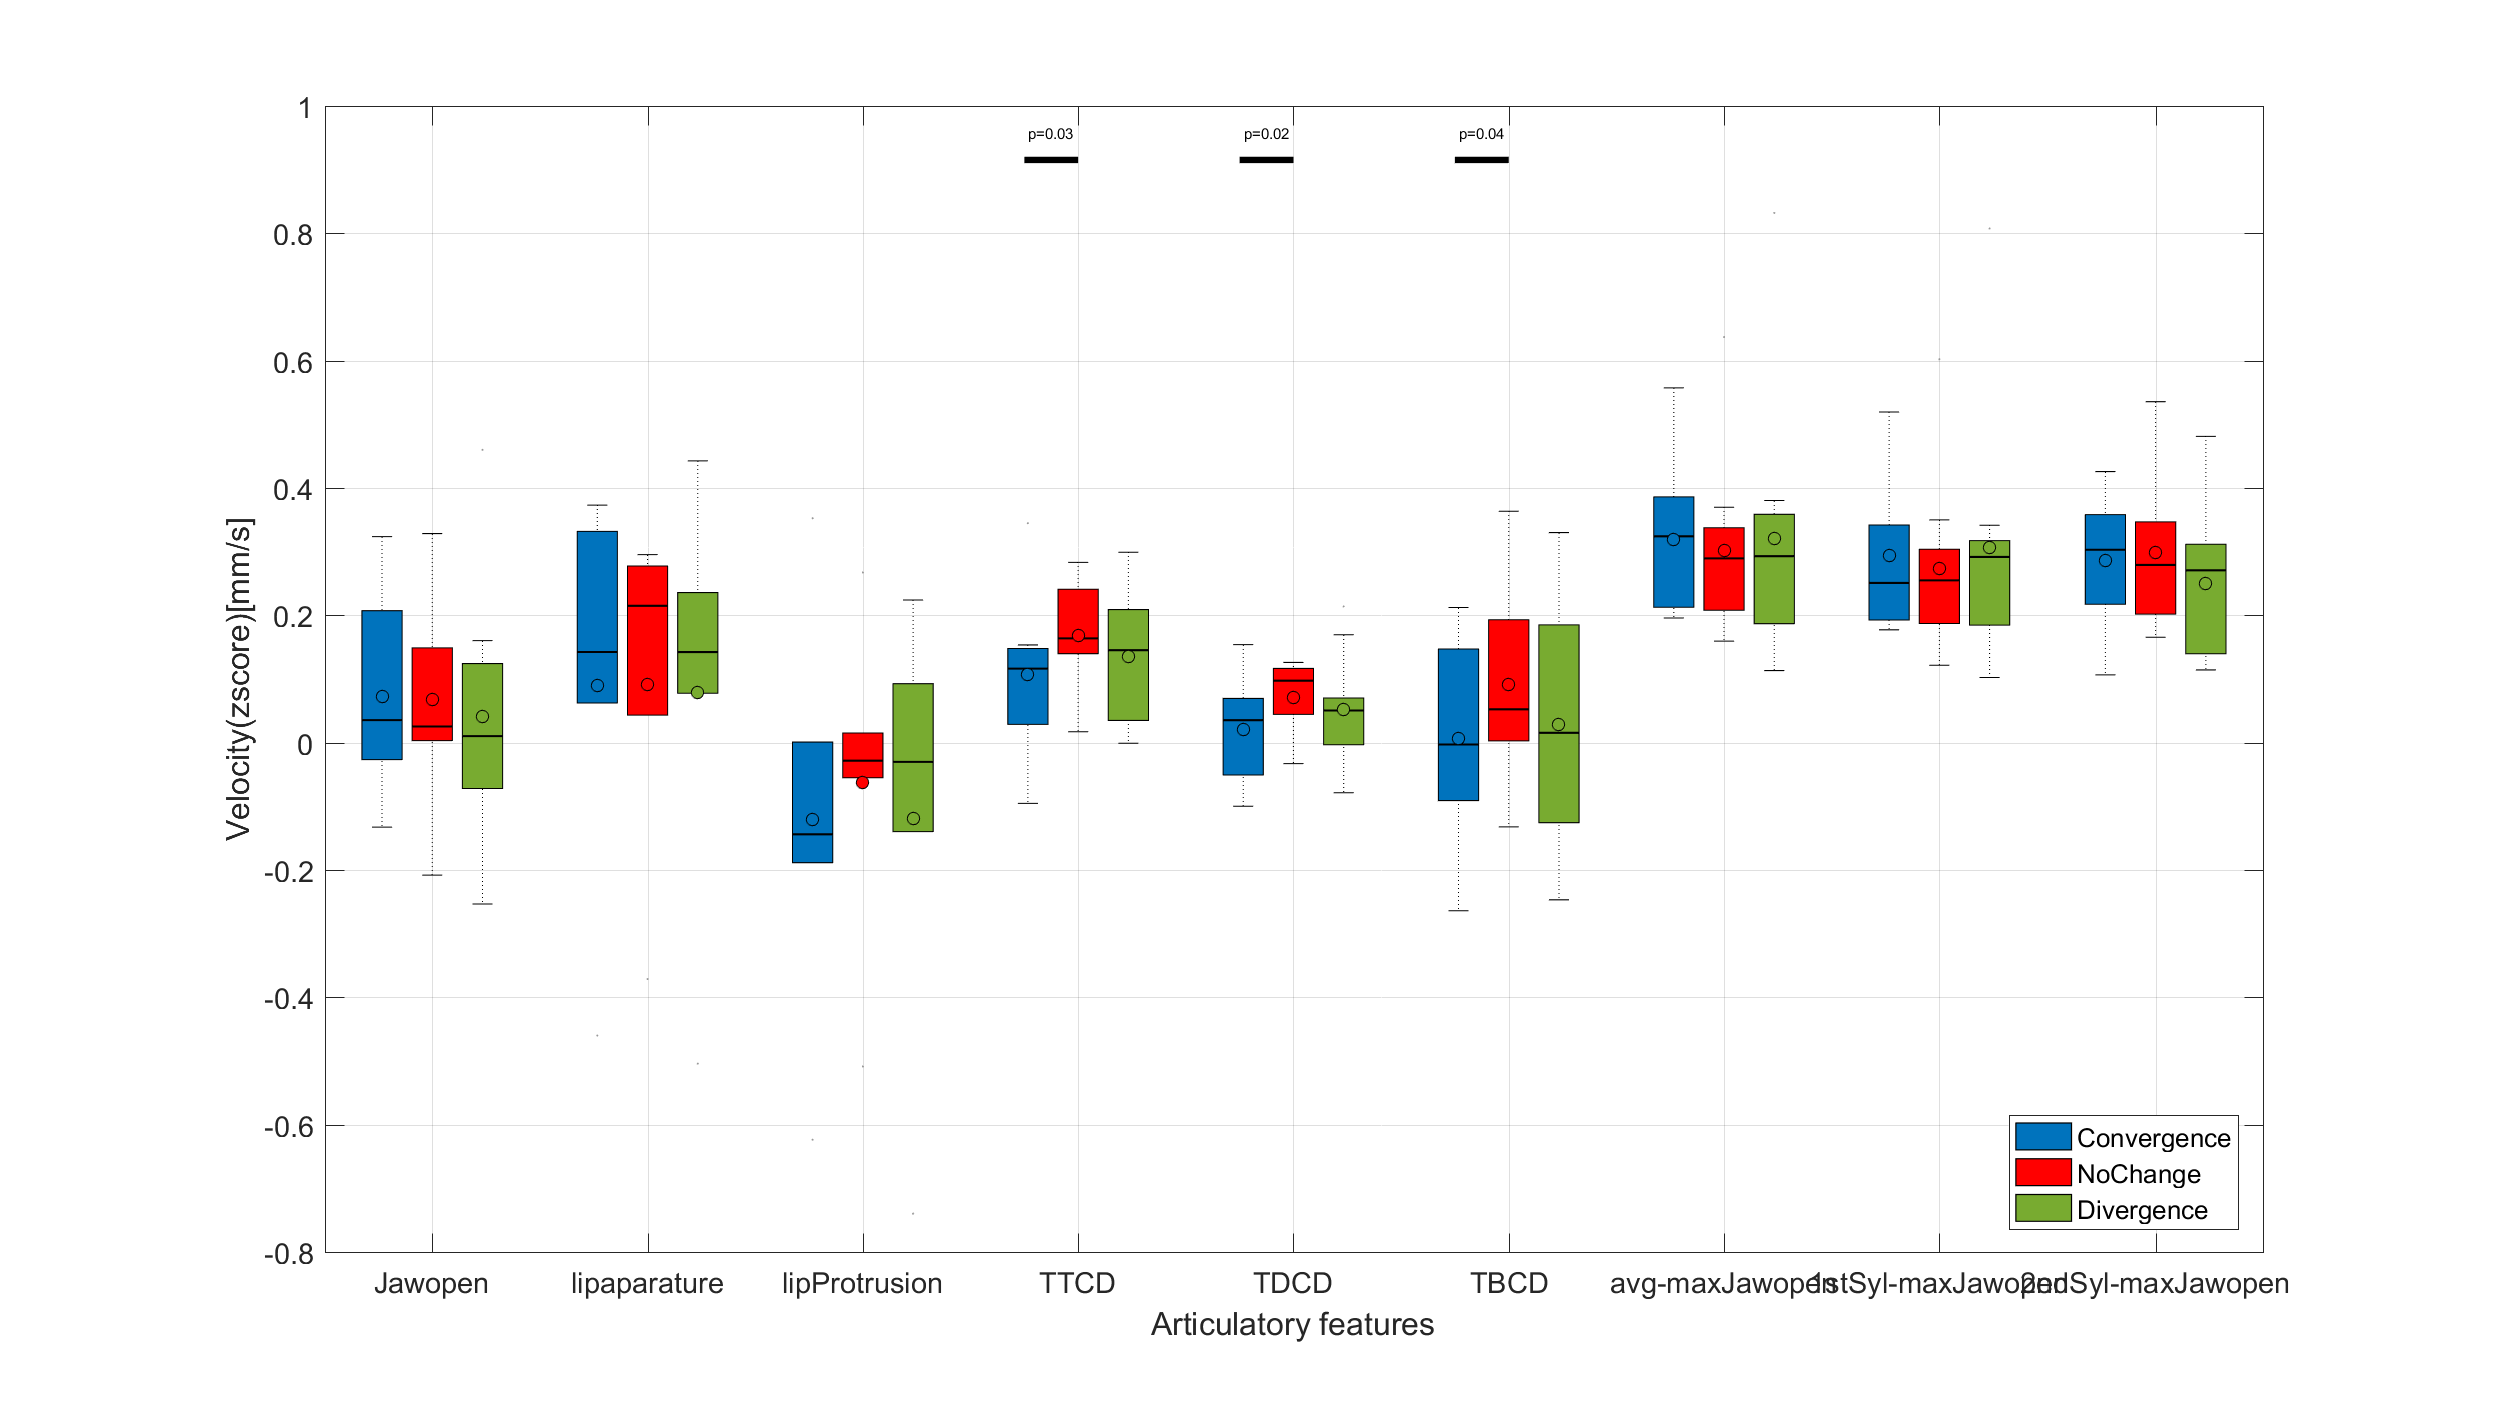 1
p=0.03 p=0.02 p=0.04
0.8
0.6
0.4
0.2
0
-0.2
-0.4
-0.6
-0.8
Velocity(zscore)[mm/s]
Convergence
NoChange
Divergence
Jawopen lipaparature lipProtrusion TTCD TDCD TBCD avg-maxJawopen 1stSyl-maxJawopen 2ndSyl-maxJawopen
Articulatory features